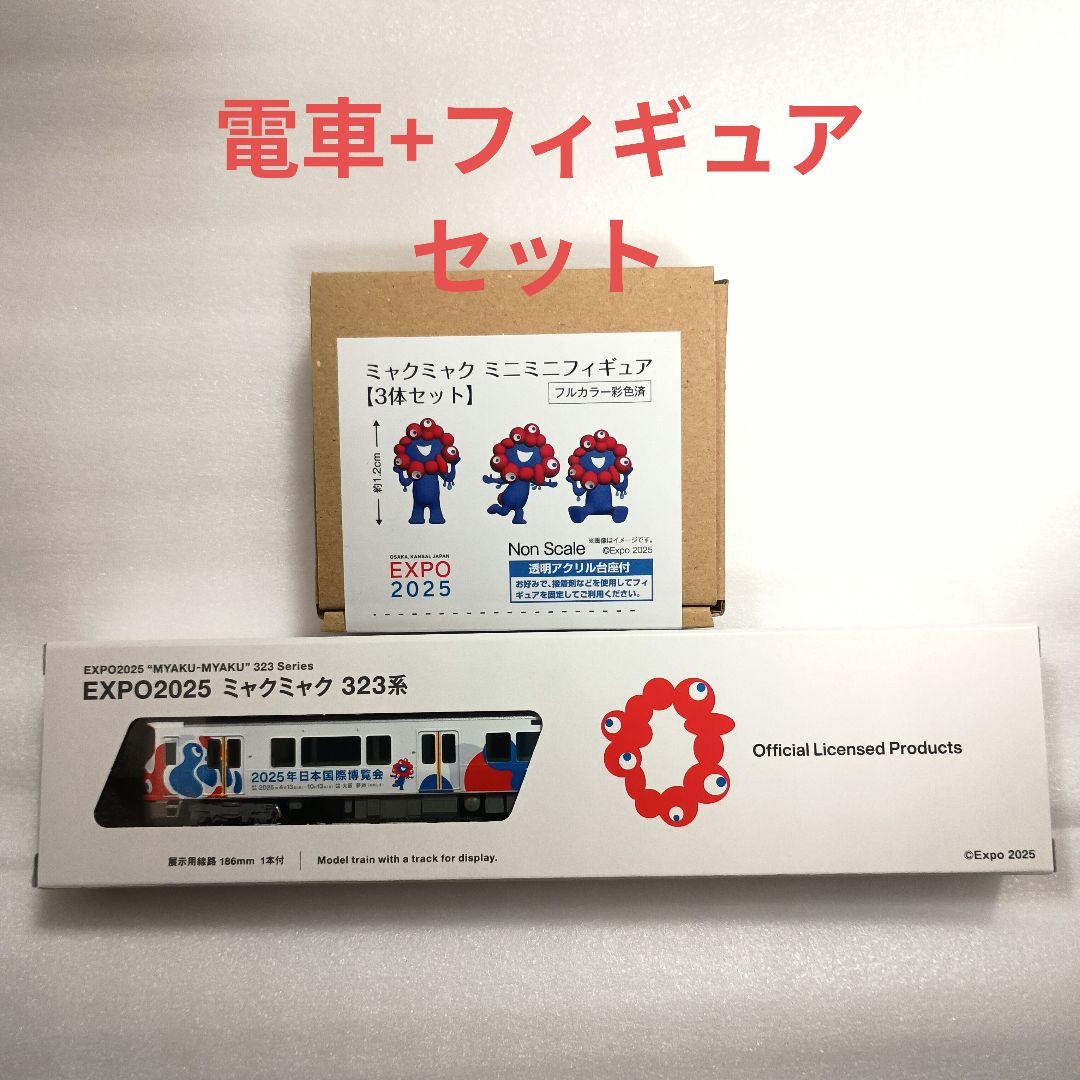 電車+フィギュア
セット
ミャクミャク ミニミニフィギュア
【3体セット】
フルカラー彩色済
約1.2cm
OSAKA, KANSAI, JAPAN
EXPO
2025
Non Scale
※画像はイメージです。
©Expo 2025
透明アクリル台座付
お好みで、接着剤などを使用してフィ
ギュアを固定してご利用ください。
EXPO2025 "MYAKU-MYAKU" 323 Series
EXPO2025 ミャクミャク 323系
2025年日本国際博覧会
Official Licensed Products
展示用線路 186mm 1本付
Model train with a track for display.
©Expo 2025